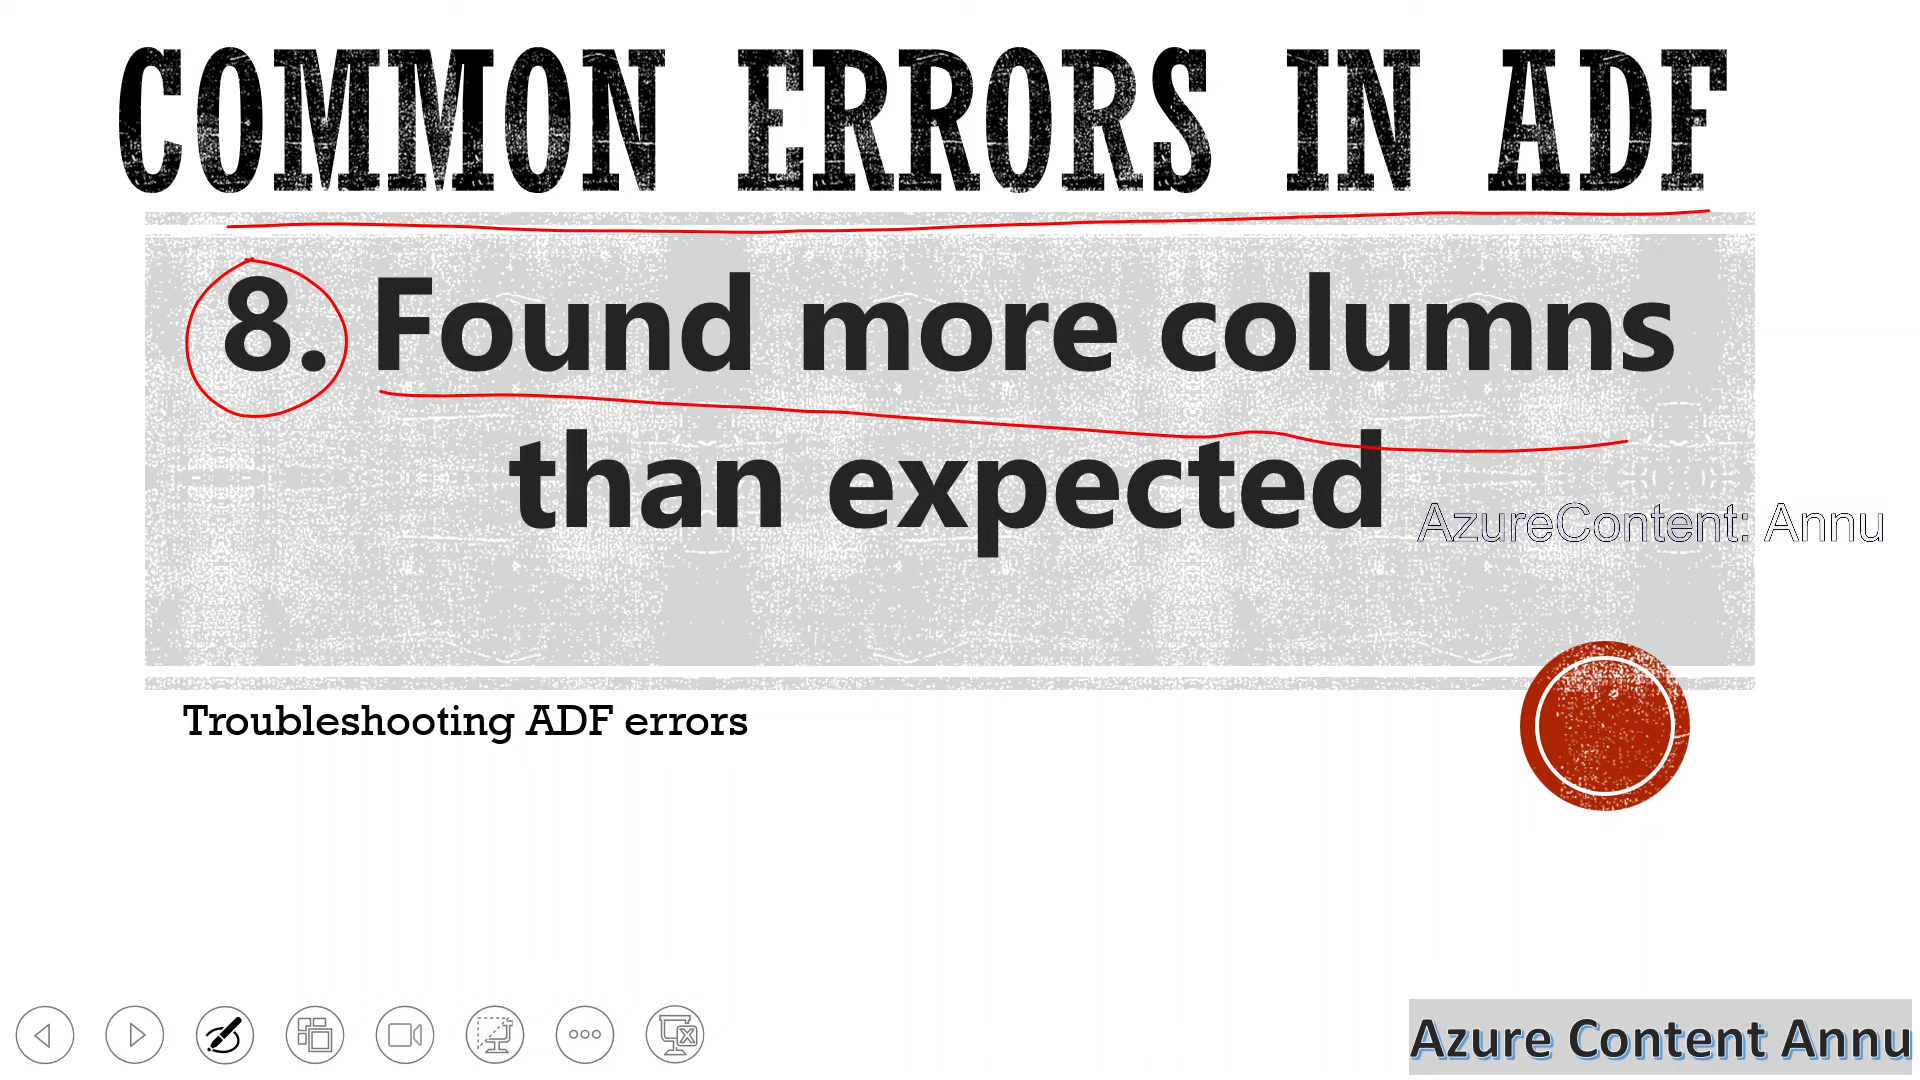 COMMON ERRORS IN ADF
8. Found more columns
than expected
AzureContent: Annu
Troubleshooting ADF errors
Azure Content Annu